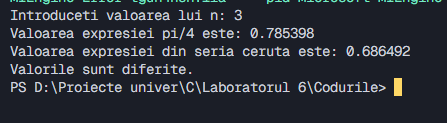 Introduceti valoarea lui n: 3
Valoarea expresiei pi/4 este: 0.785398
Valoarea expresiei din seria ceruta este: 0.686492
Valorile sunt diferite.
PS D:\Proiecte univer\C\Laboratorul 6\Codurile>